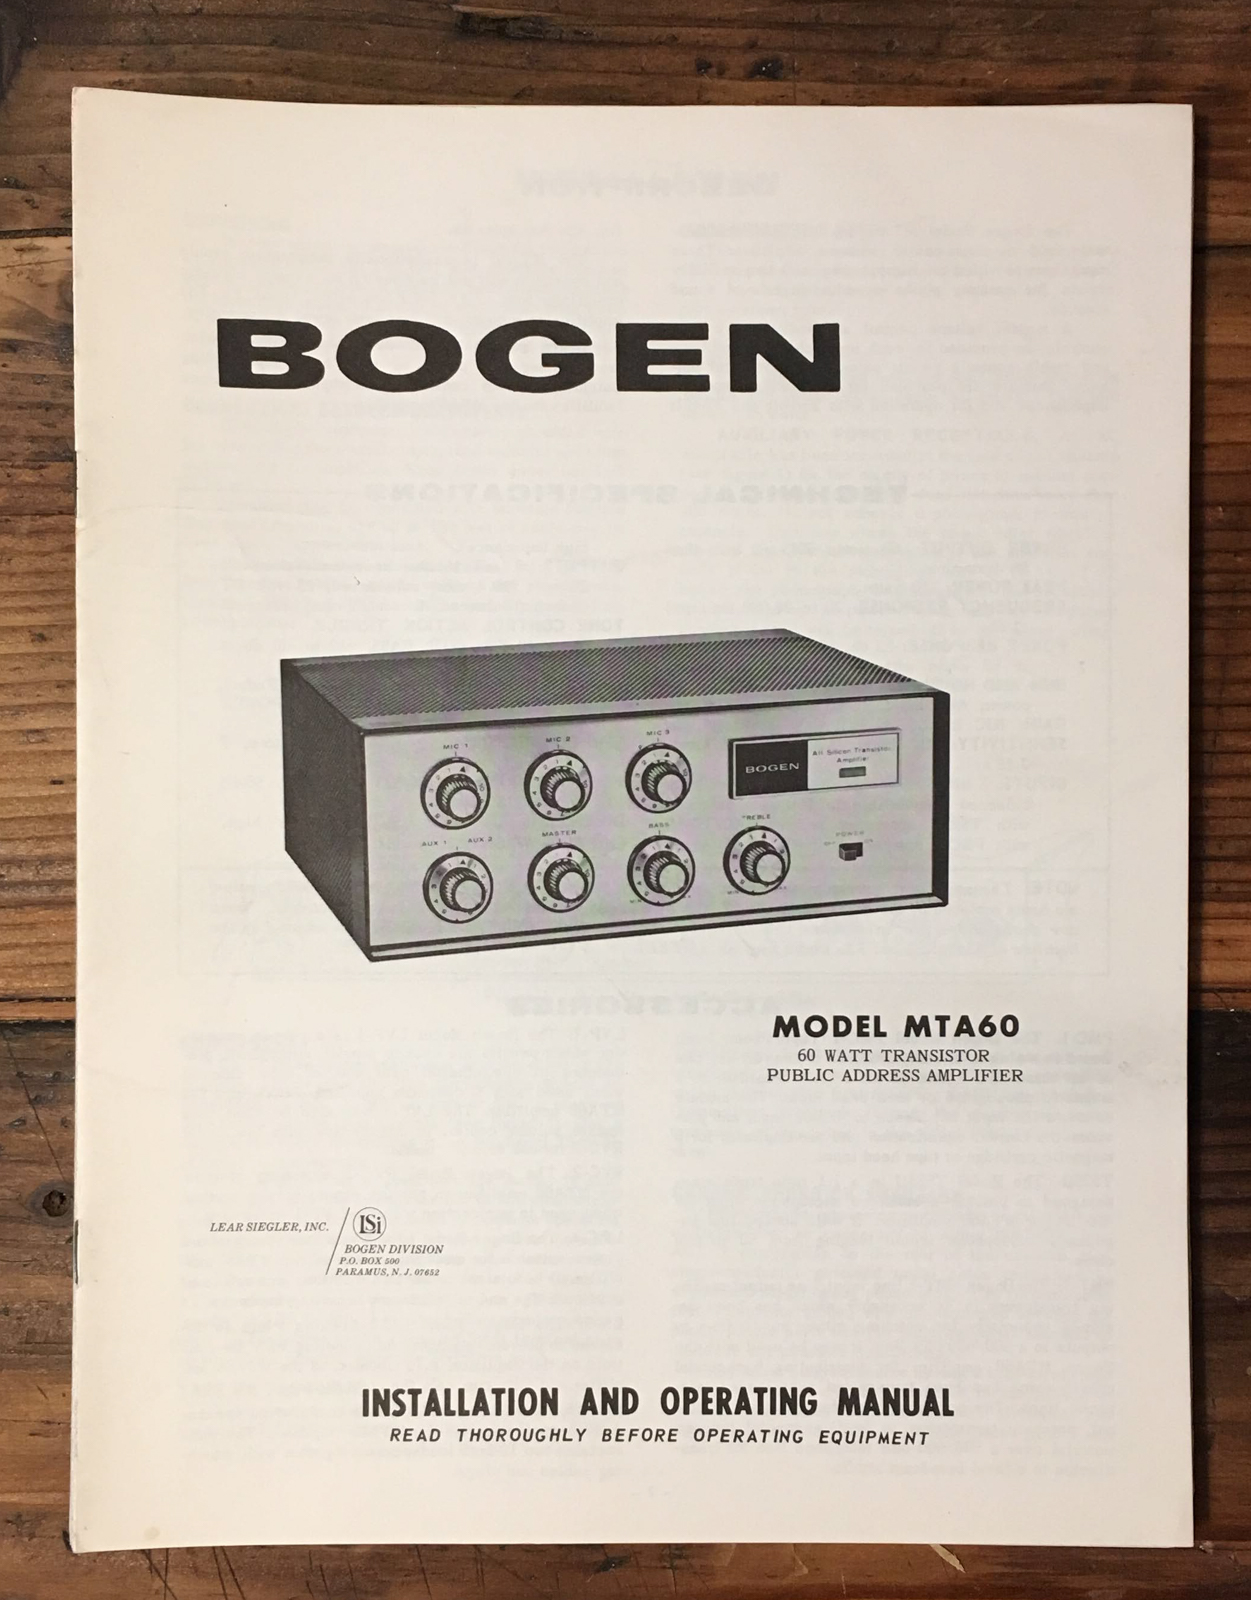 BOGEN
MIC 1
MIC 2
MIC 3
BOGEN
All Silicon Transistor
Amplifier
AUX 1 AUX 2
MASTER
BASS
TREBLE
POWER
OFF ON
MODEL MTA60
60 WATT TRANSISTOR
PUBLIC ADDRESS AMPLIFIER
LEAR SIEGLER, INC.
LSi
BOGEN DIVISION
P.O. BOX 500
PARAMUS, N. J. 07652
INSTALLATION AND OPERATING MANUAL
READ THOROUGHLY BEFORE OPERATING EQUIPMENT